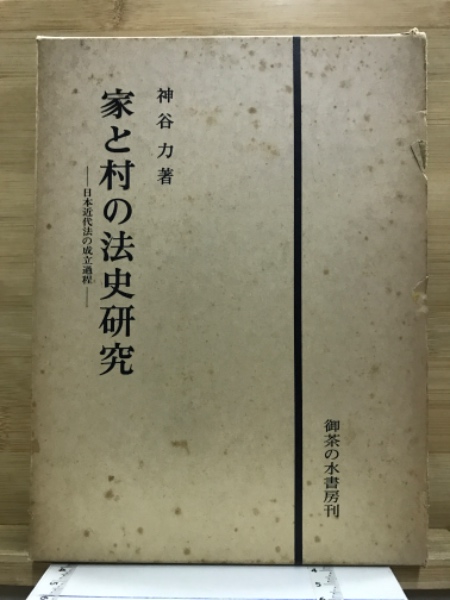 神谷 力 著
家と村の法史研究
――日本近代法の成立過程――
御茶の水書房刊